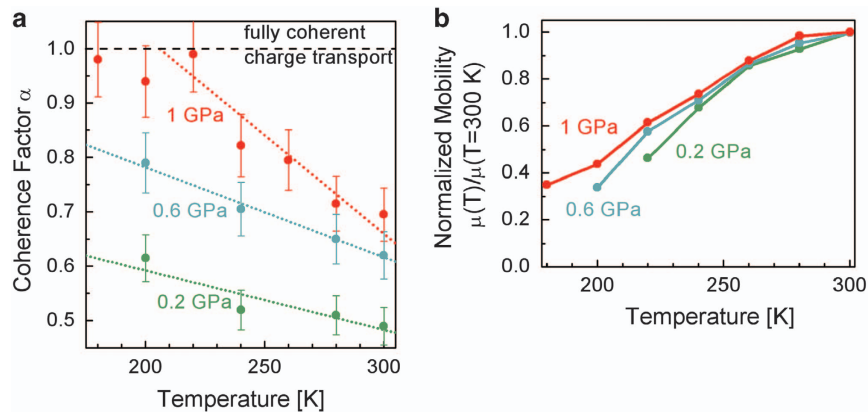 a
fully coherent
charge transport
1.0
0.9
0.8
0.7
0.6
0.5
Coherence Factor α
1 GPa
0.6 GPa
0.2 GPa
200
250
300
Temperature [K]
b
Normalized Mobility
μ(T)/μ(T=300 K)
1.0
0.8
0.6
0.4
0.2
0.0
1 GPa
0.2 GPa
0.6 GPa
200
250
300
Temperature [K]